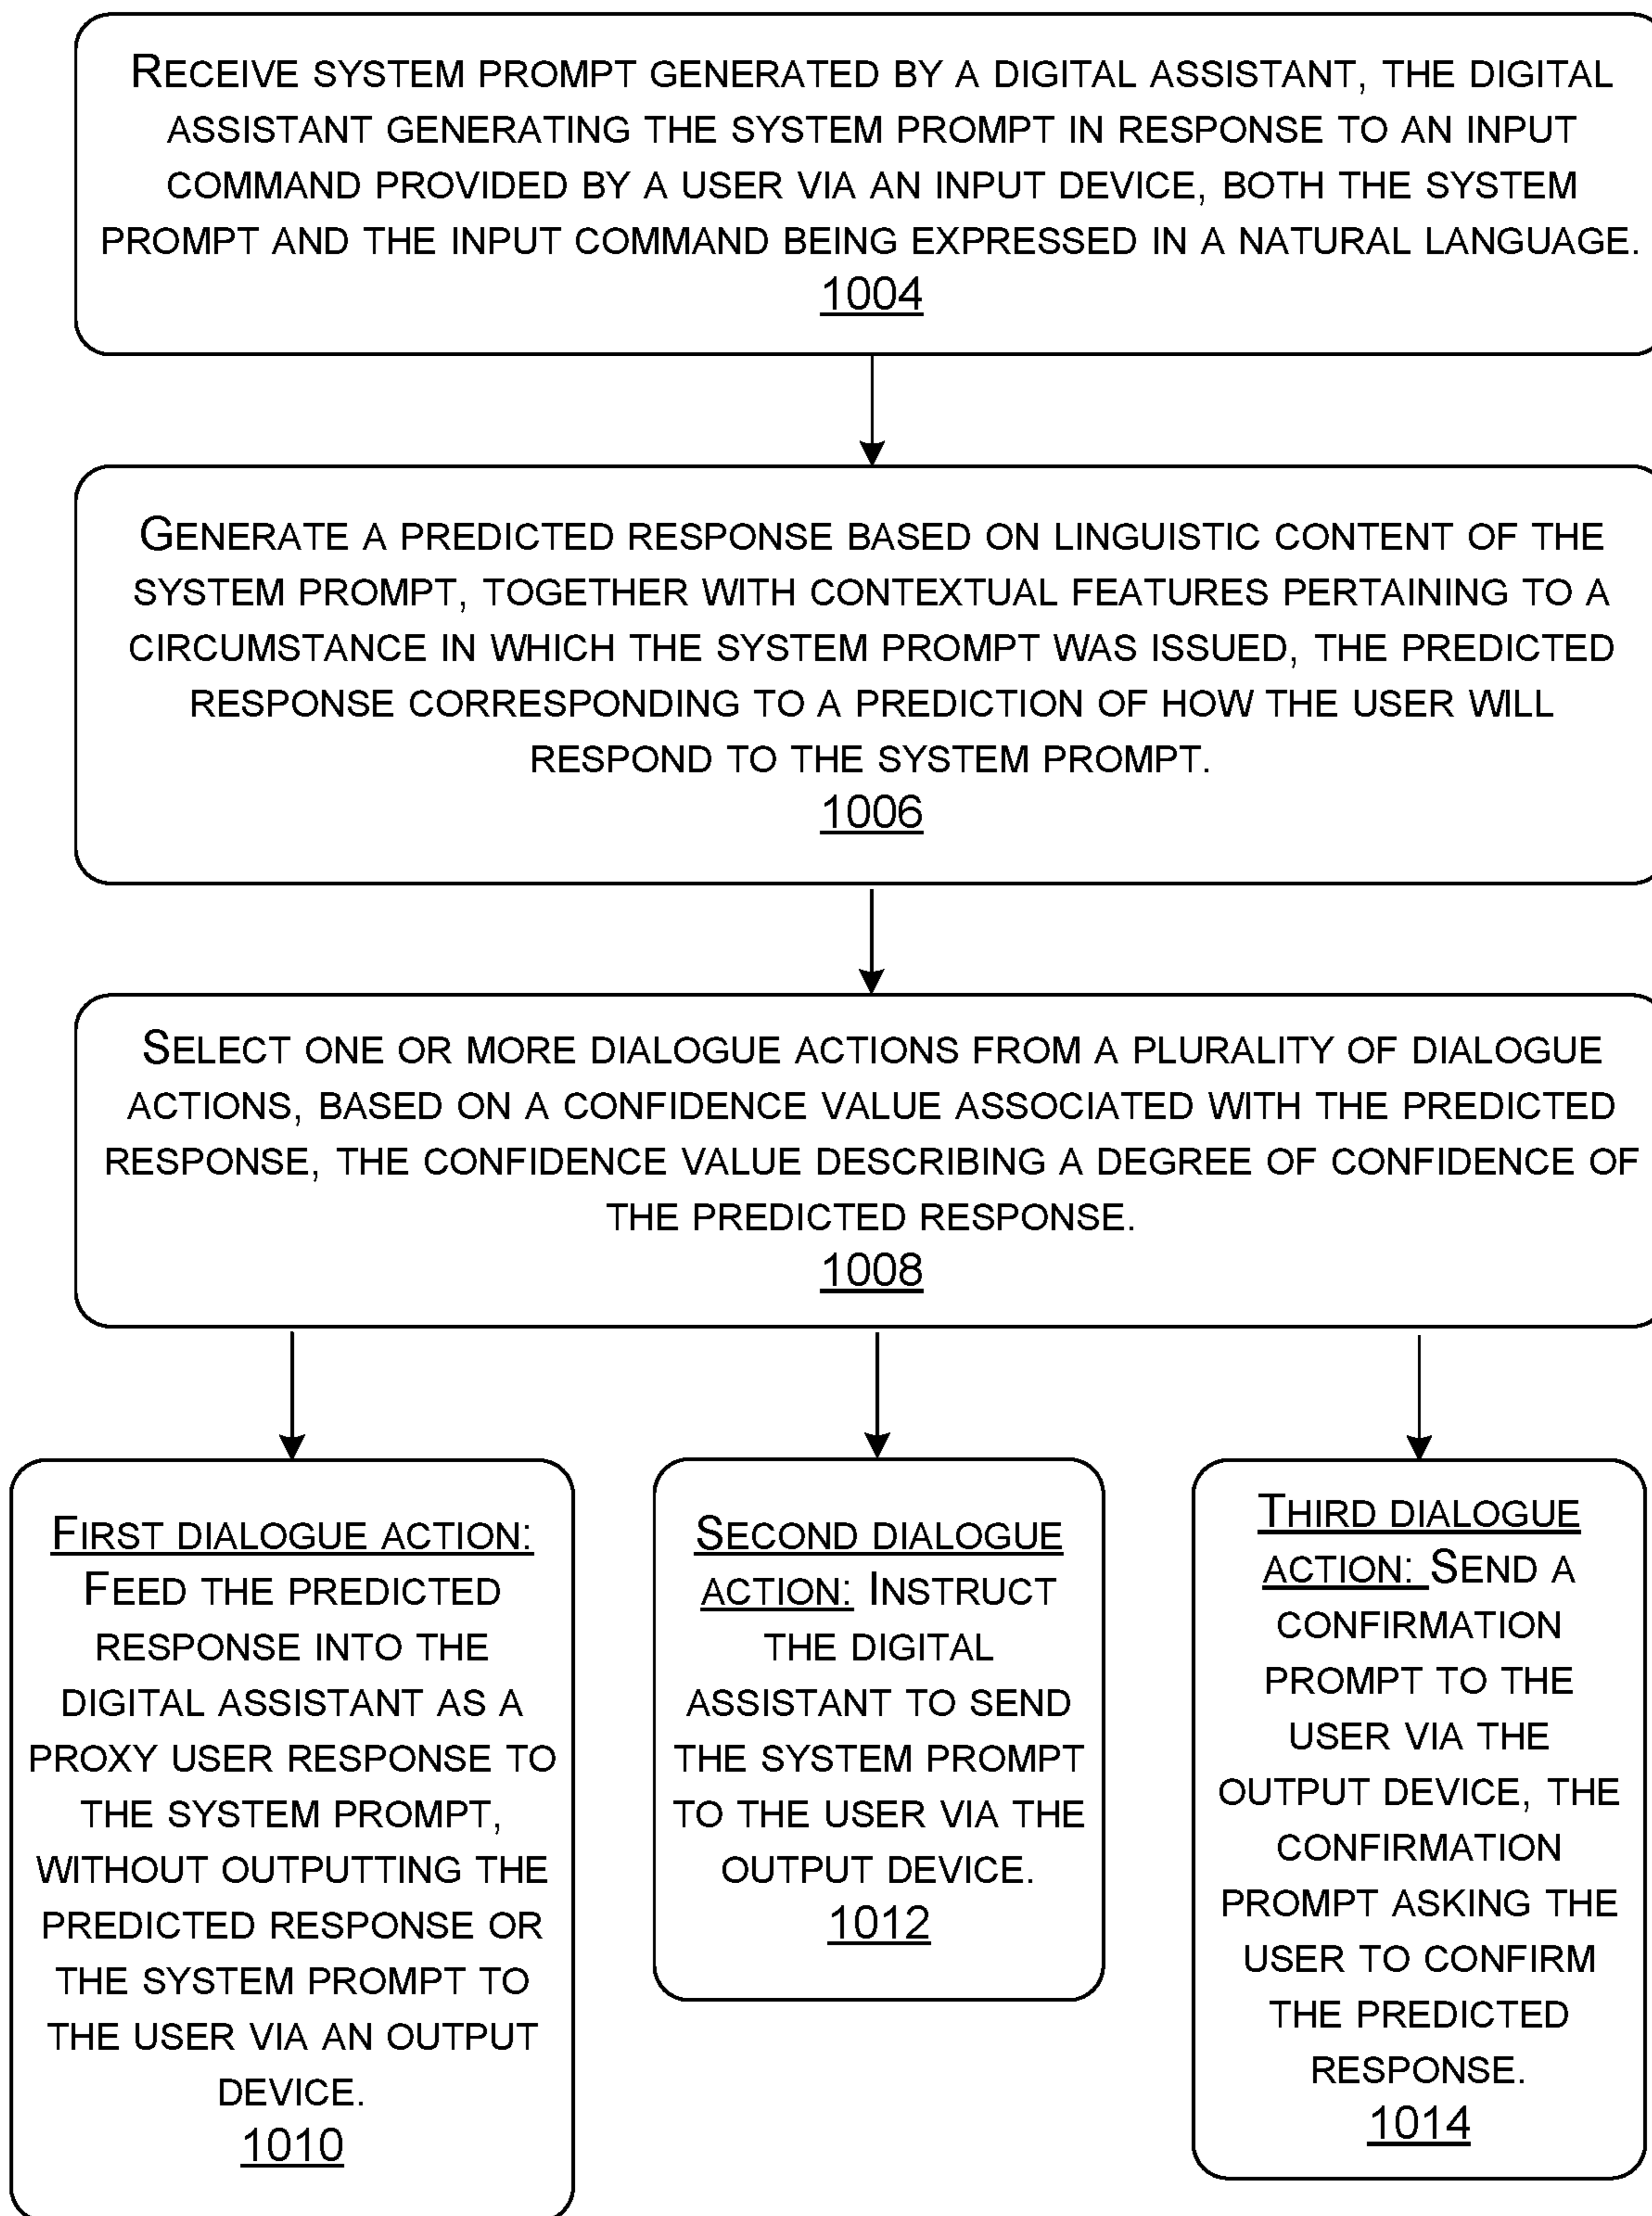 RECEIVE SYSTEM PROMPT GENERATED BY A DIGITAL ASSISTANT, THE DIGITAL
ASSISTANT GENERATING THE SYSTEM PROMPT IN RESPONSE TO AN INPUT
COMMAND PROVIDED BY A USER VIA AN INPUT DEVICE, BOTH THE SYSTEM
PROMPT AND THE INPUT COMMAND BEING EXPRESSED IN A NATURAL LANGUAGE.
1004
GENERATE A PREDICTED RESPONSE BASED ON LINGUISTIC CONTENT OF THE
SYSTEM PROMPT, TOGETHER WITH CONTEXTUAL FEATURES PERTAINING TO A
CIRCUMSTANCE IN WHICH THE SYSTEM PROMPT WAS ISSUED, THE PREDICTED
RESPONSE CORRESPONDING TO A PREDICTION OF HOW THE USER WILL
RESPOND TO THE SYSTEM PROMPT.
1006
SELECT ONE OR MORE DIALOGUE ACTIONS FROM A PLURALITY OF DIALOGUE
ACTIONS, BASED ON A CONFIDENCE VALUE ASSOCIATED WITH THE PREDICTED
RESPONSE, THE CONFIDENCE VALUE DESCRIBING A DEGREE OF CONFIDENCE OF
THE PREDICTED RESPONSE.
1008
FIRST DIALOGUE ACTION:
FEED THE PREDICTED
RESPONSE INTO THE
DIGITAL ASSISTANT AS A
PROXY USER RESPONSE TO
THE SYSTEM PROMPT,
WITHOUT OUTPUTTING THE
PREDICTED RESPONSE OR
THE SYSTEM PROMPT TO
THE USER VIA AN OUTPUT
DEVICE.
1010
SECOND DIALOGUE
ACTION: INSTRUCT
THE DIGITAL
ASSISTANT TO SEND
THE SYSTEM PROMPT
TO THE USER VIA THE
OUTPUT DEVICE.
1012
THIRD DIALOGUE
ACTION: SEND A
CONFIRMATION
PROMPT TO THE
USER VIA THE
OUTPUT DEVICE, THE
CONFIRMATION
PROMPT ASKING THE
USER TO CONFIRM
THE PREDICTED
RESPONSE.
1014